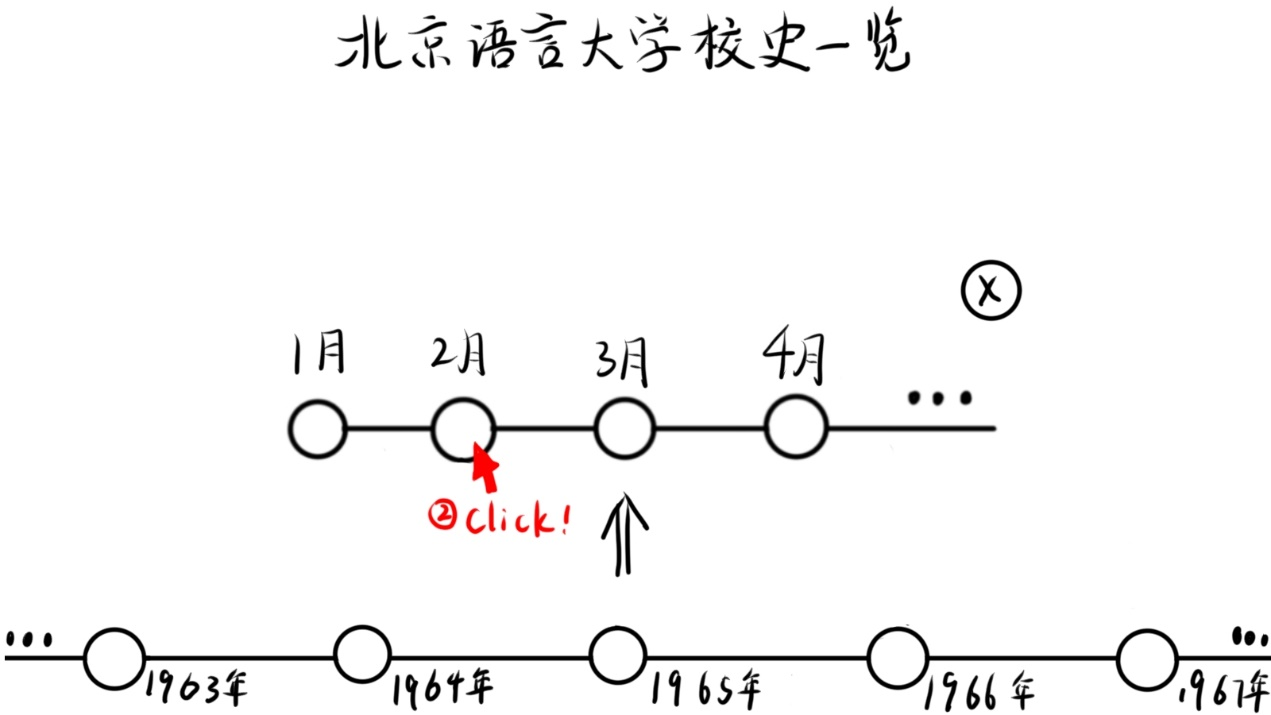 北京语言大学校史一览
X
1月 2月 3月 4月 ...
②click!
... 1963年 1964年 1965年 1966年 1967年 ...